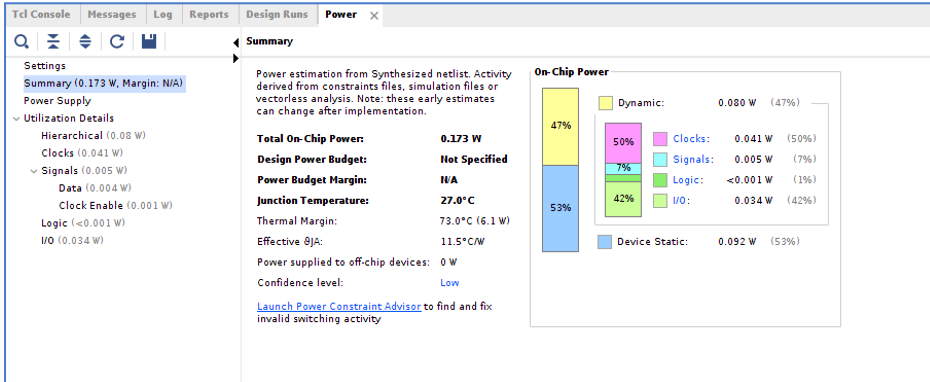 Tcl Console Messages Log Reports Design Runs Power ×
Summary
Settings
Summary (0.173 W, Margin: N/A)
Power Supply
Utilization Details
Hierarchical (0.08 W)
Clocks (0.041 W)
Signals (0.005 W)
Data (0.004 W)
Clock Enable (0.001 W)
Logic (<0.001 W)
I/O (0.034 W)
Power estimation from Synthesized netlist. Activity
derived from constraints files, simulation files or
vectorless analysis. Note: these early estimates
can change after implementation.
Total On-Chip Power: 0.173 W
Design Power Budget: Not Specified
Power Budget Margin: N/A
Junction Temperature: 27.0°C
Thermal Margin: 73.0°C (6.1 W)
Effective ϑJA: 11.5°C/W
Power supplied to off-chip devices: 0 W
Confidence level: Low
Launch Power Constraint Advisor to find and fix
invalid switching activity
On-Chip Power
47%
53%
Dynamic: 0.080 W (47%)
50%
7%
42%
Clocks: 0.041 W (50%)
Signals: 0.005 W (7%)
Logic: <0.001 W (1%)
I/O: 0.034 W (42%)
Device Static: 0.092 W (53%)